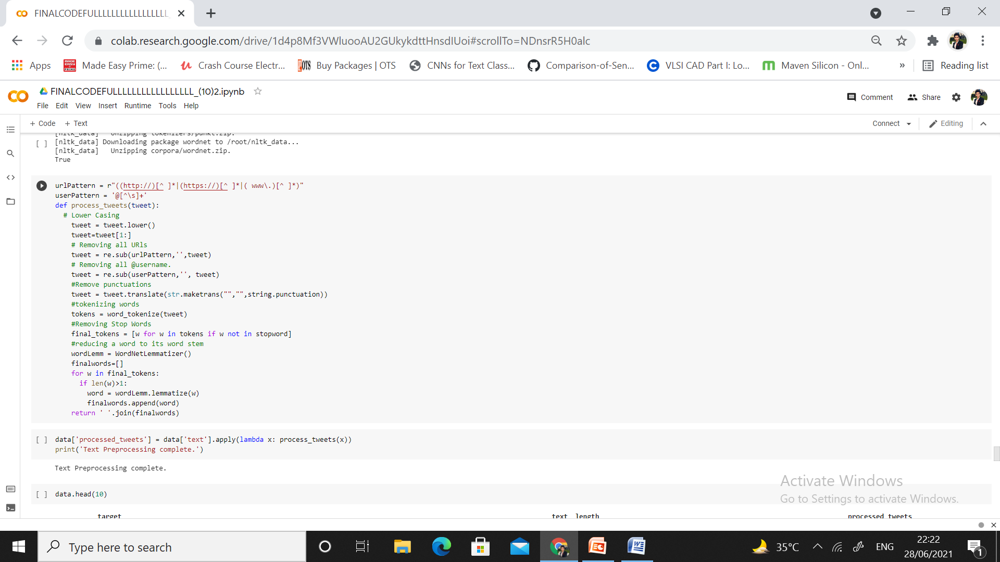 FINALCODEFULLLLLLLLLLLLLLLLL_
colab.research.google.com/drive/1d4p8Mf3VWluooAU2GUkykdttHnsdIUoi#scrollTo=NDnsrR5H0alc
Apps
Made Easy Prime: (...
Crash Course Electr...
Buy Packages | OTS
CNNs for Text Class...
Comparison-of-Sen...
VLSI CAD Part I: Lo...
Maven Silicon - Onl...
»
Reading list
FINALCODEFULLLLLLLLLLLLLLLLL_(10)2.ipynb
Comment
Share
File Edit View Insert Runtime Tools Help
+ Code + Text
Connect
Editing
[nltk_data]   Unzipping tokenizers/punkt.zip.
[ ] [nltk_data] Downloading package wordnet to /root/nltk_data...
[nltk_data]   Unzipping corpora/wordnet.zip.
True
urlPattern = r"((http://)[^ ]*|(https://)[^ ]*|( www\.)[^ ]*)"
userPattern = '@[^\s]+'
def process_tweets(tweet):
  # Lower Casing
    tweet = tweet.lower()
    tweet=tweet[1:]
    # Removing all URls
    tweet = re.sub(urlPattern,'',tweet)
    # Removing all @username.
    tweet = re.sub(userPattern,'', tweet)
    #Remove punctuations
    tweet = tweet.translate(str.maketrans("","",string.punctuation))
    #tokenizing words
    tokens = word_tokenize(tweet)
    #Removing Stop Words
    final_tokens = [w for w in tokens if w not in stopword]
    #reducing a word to its word stem
    wordLemm = WordNetLemmatizer()
    finalwords=[]
    for w in final_tokens:
      if len(w)>1:
        word = wordLemm.lemmatize(w)
        finalwords.append(word)
    return ' '.join(finalwords)
[ ] data['processed_tweets'] = data['text'].apply(lambda x: process_tweets(x))
print('Text Preprocessing complete.')
Text Preprocessing complete.
[ ] data.head(10)
target text length processed_tweets
Activate Windows
Go to Settings to activate Windows.
Type here to search
35°C
ENG
22:22
28/06/2021
1